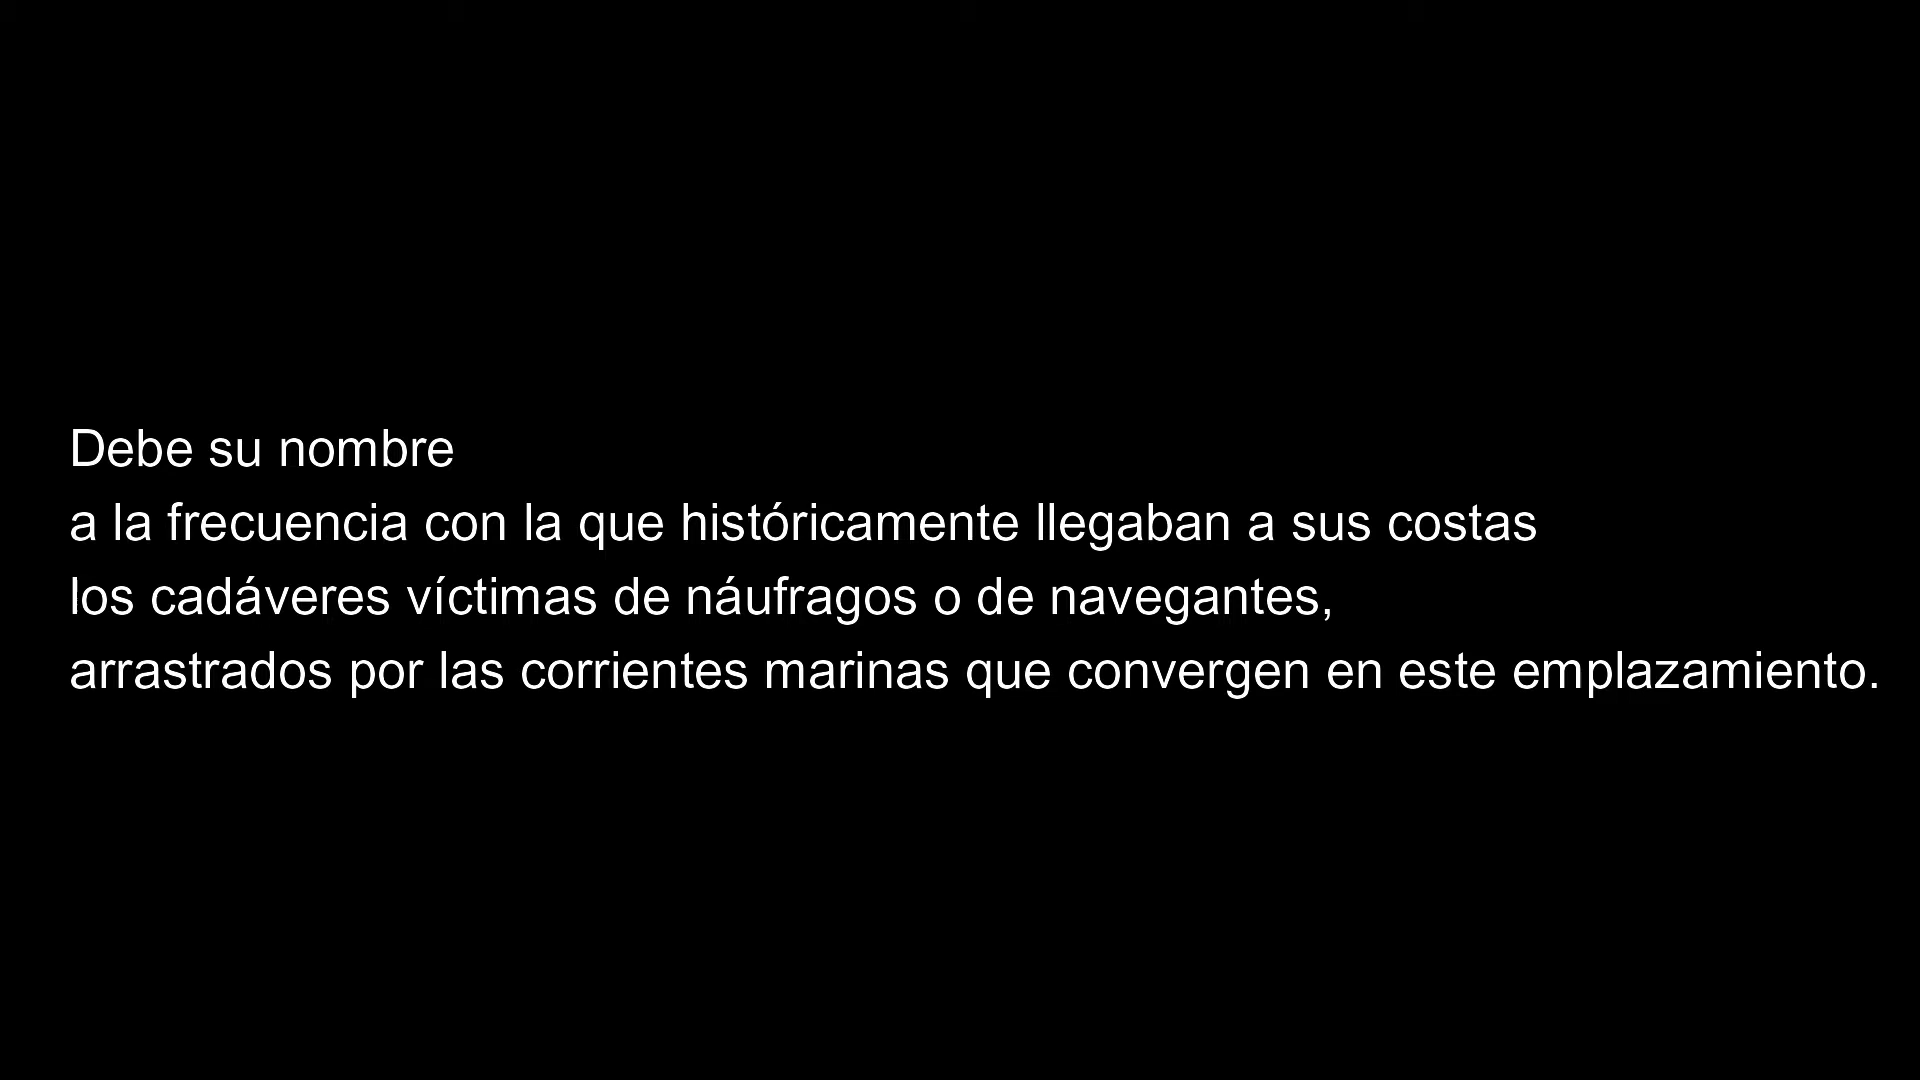 Debe su nombre
a la frecuencia con la que históricamente llegaban a sus costas
los cadáveres víctimas de náufragos o de navegantes,
arrastrados por las corrientes marinas que convergen en este emplazamiento.